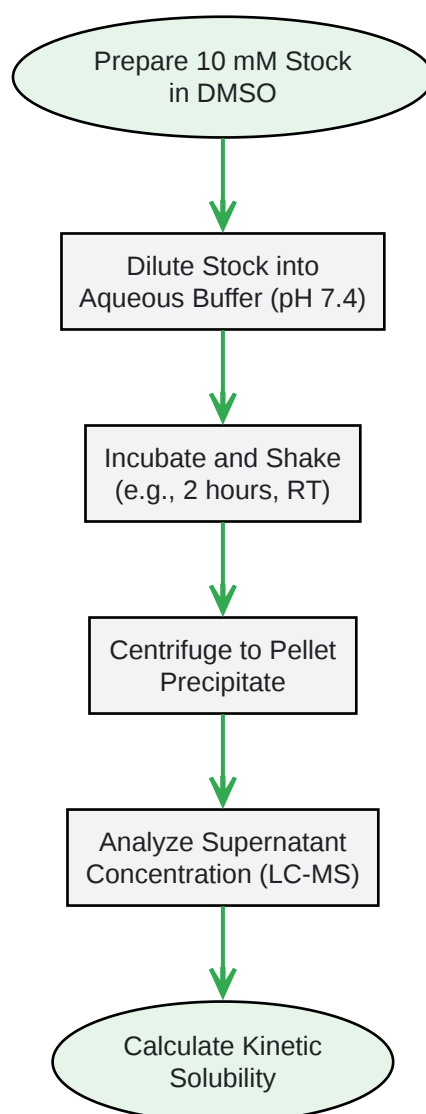 Prepare 10 mM Stock
in DMSO
Dilute Stock into
Aqueous Buffer (pH 7.4)
Incubate and Shake
(e.g., 2 hours, RT)
Centrifuge to Pellet
Precipitate
Analyze Supernatant
Concentration (LC-MS)
Calculate Kinetic
Solubility